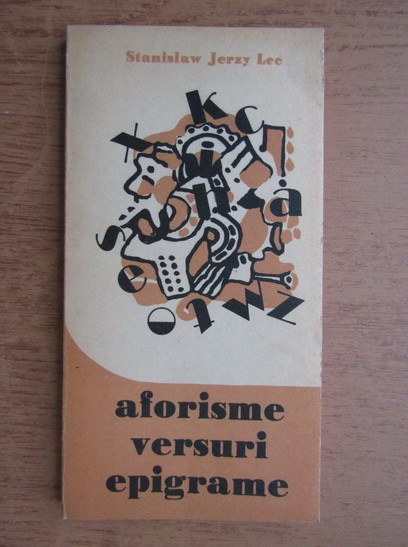 Stanislaw Jerzy Lec
aforisme
versuri
epigrame